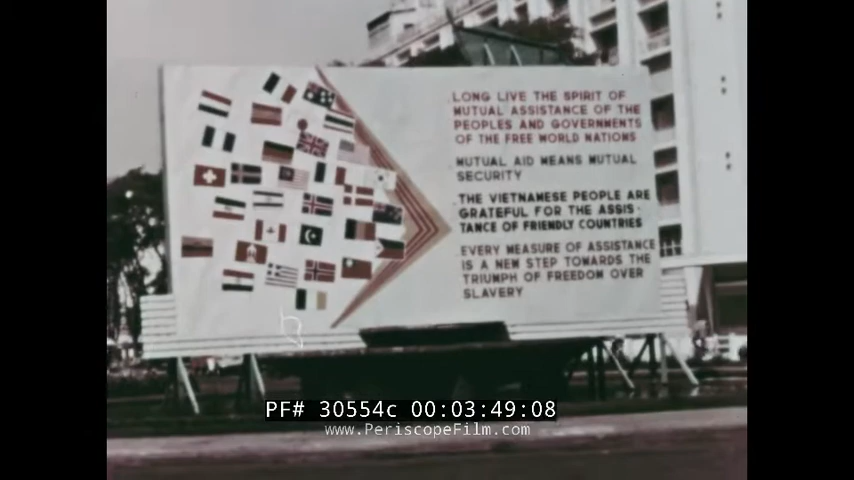 LONG LIVE THE SPIRIT OF
MUTUAL ASSISTANCE OF THE
PEOPLES AND GOVERNMENTS
OF THE FREE WORLD NATIONS
MUTUAL AID MEANS MUTUAL
SECURITY
THE VIETNAMESE PEOPLE ARE
GRATEFUL FOR THE ASSIS-
TANCE OF FRIENDLY COUNTRIES
EVERY MEASURE OF ASSISTANCE
IS A NEW STEP TOWARDS THE
TRIUMPH OF FREEDOM OVER
SLAVERY
PF# 30554c 00:03:49:08
www.PeriscopeFilm.com